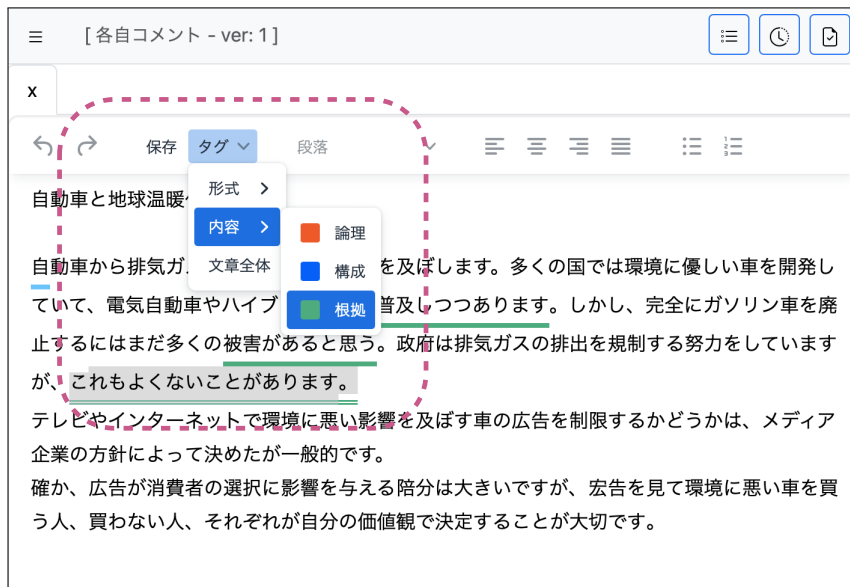 [ 各自コメント - ver: 1 ]
x
保存 タグ 段落
形式
内容
文章全体
論理
構成
根拠
自動車と地球温暖
自動車から排気ガ を及ぼします。多くの国では環境に優しい車を開発し
ていて、電気自動車やハイブ 普及しつつあります。しかし、完全にガソリン車を廃
止するにはまだ多くの被害があると思う。政府は排気ガスの排出を規制する努力をしています
が、これもよくないことがあります。
テレビやインターネットで環境に悪い影響を及ぼす車の広告を制限するかどうかは、メディア
企業の方針によって決めたが一般的です。
確か、広告が消費者の選択に影響を与える陪分は大きいですが、宏告を見て環境に悪い車を買
う人、買わない人、それぞれが自分の価値観で決定することが大切です。